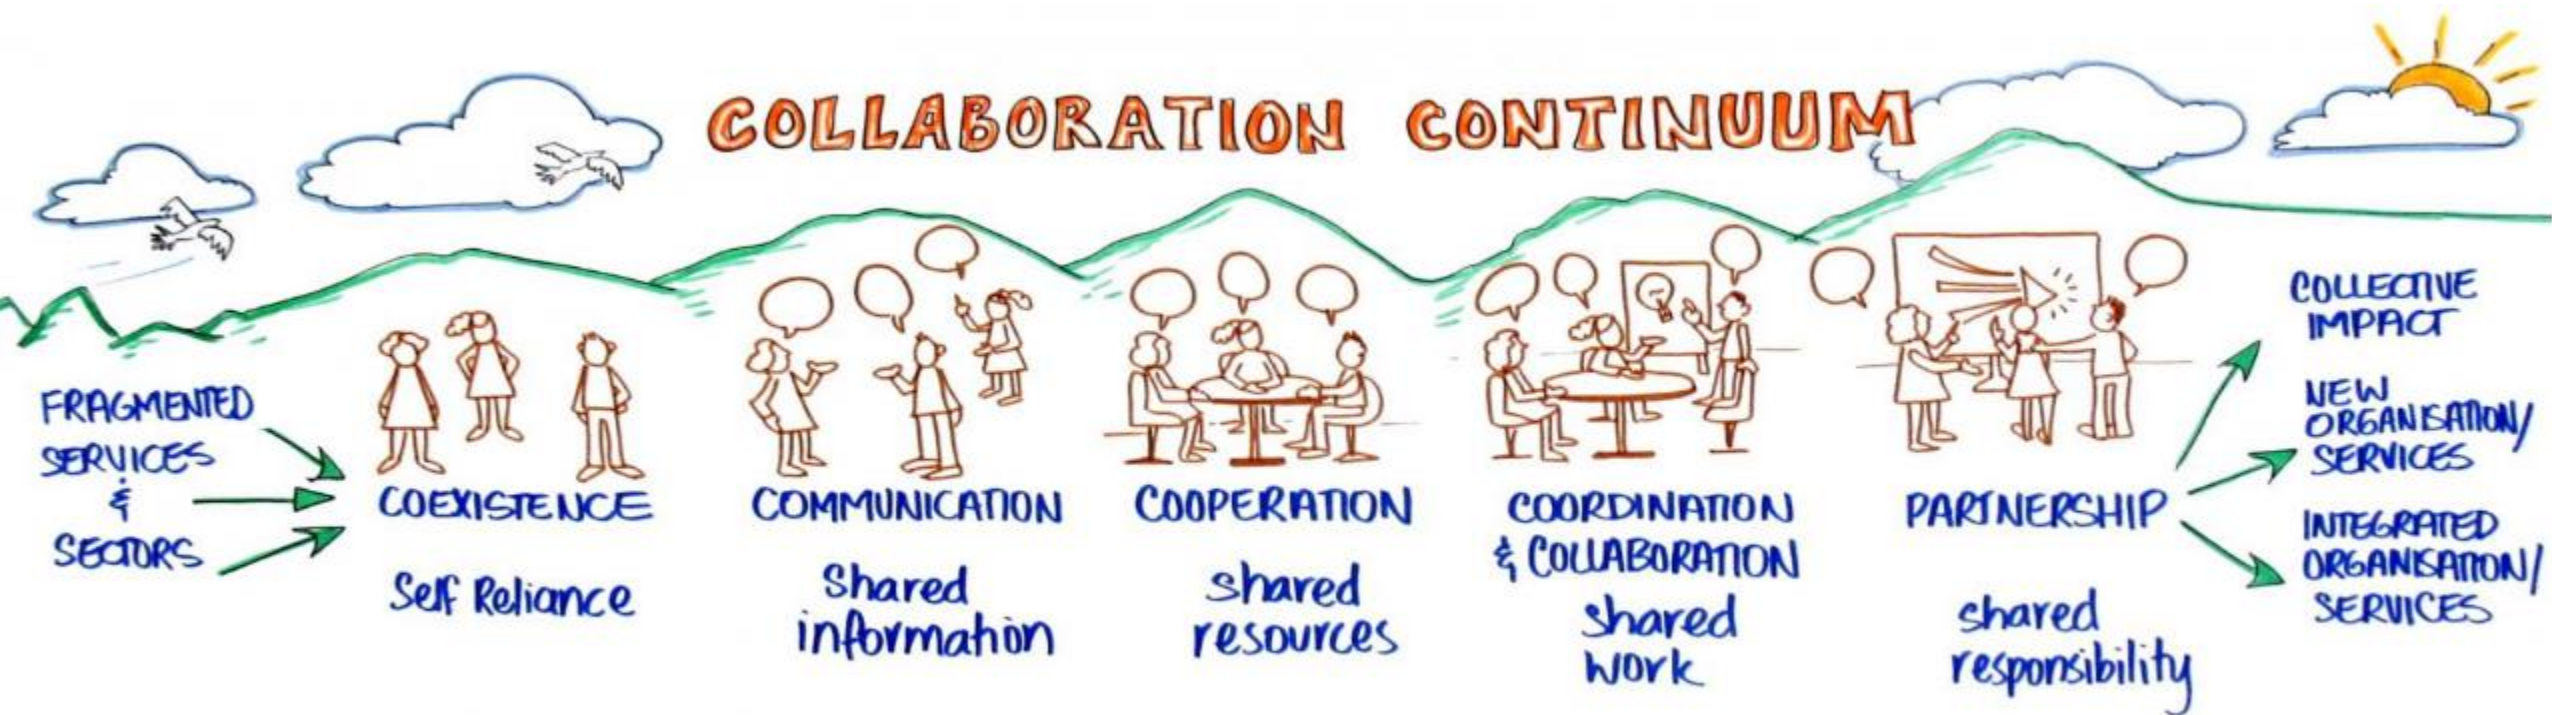 COLLABORATION CONTINUUM
FRAGMENTED
SERVICES
&
SECTORS
COEXISTENCE
Self Reliance
COMMUNICATION
Shared
information
COOPERATION
shared
resources
COORDINATION
& COLLABORATION
shared
work
PARTNERSHIP
shared
responsibility
COLLECTIVE
IMPACT
NEW
ORGANISATION/
SERVICES
INTEGRATED
ORGANISATION/
SERVICES